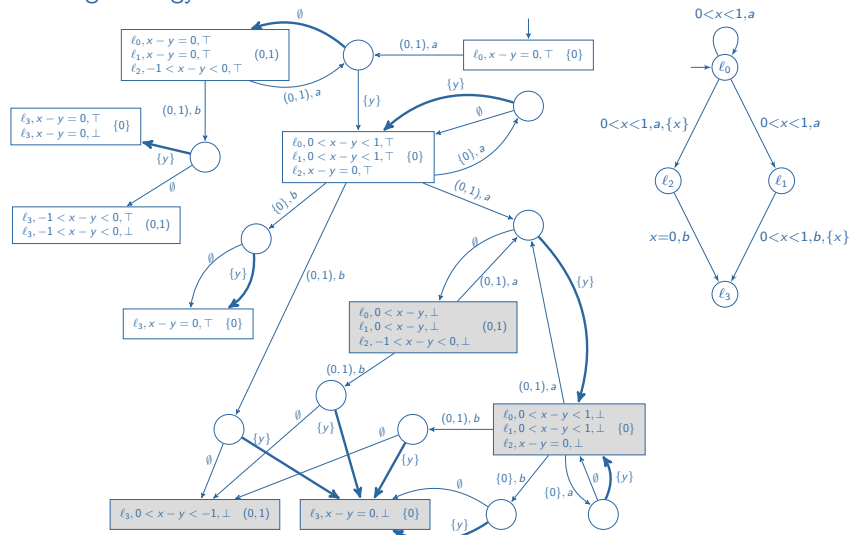 ∅
0<x<1,a
ℓ₀, x − y = 0, ⊤
ℓ₁, x − y = 0, ⊤ (0,1)
ℓ₂, −1 < x − y < 0, ⊤
(0,1), a
ℓ₀, x − y = 0, ⊤ {0}
ℓ₀
(0,1), a
{y}
{y}
∅
(0,1), b
ℓ₃, x − y = 0, ⊤ {0}
ℓ₃, x − y = 0, ⊥
{y}
∅
ℓ₀, 0 < x − y < 1, ⊤
ℓ₁, 0 < x − y < 1, ⊤ {0}
ℓ₂, x − y = 0, ⊤
{0}, a
0<x<1,a,{x}
0<x<1,a
ℓ₂
ℓ₁
ℓ₃, −1 < x − y < 0, ⊤ (0,1)
ℓ₃, −1 < x − y < 0, ⊥
{0}, b
(0,1), a
x=0,b
0<x<1,b,{x}
∅
{y}
(0,1), b
∅
(0,1), a
{y}
ℓ₃
ℓ₃, x − y = 0, ⊤ {0}
ℓ₀, 0 < x − y, ⊥
ℓ₁, 0 < x − y, ⊥ (0,1)
ℓ₂, −1 < x − y < 0, ⊥
(0,1), b
(0,1), a
ℓ₀, 0 < x − y < 1, ⊥
ℓ₁, 0 < x − y < 1, ⊥ {0}
ℓ₂, x − y = 0, ⊥
(0,1), b
∅
{y}
{y}
∅
{y}
∅
{0}, b
{0}, a
∅
{y}
ℓ₃, 0 < x − y < −1, ⊥ (0,1)
ℓ₃, x − y = 0, ⊥ {0}
∅
{y}